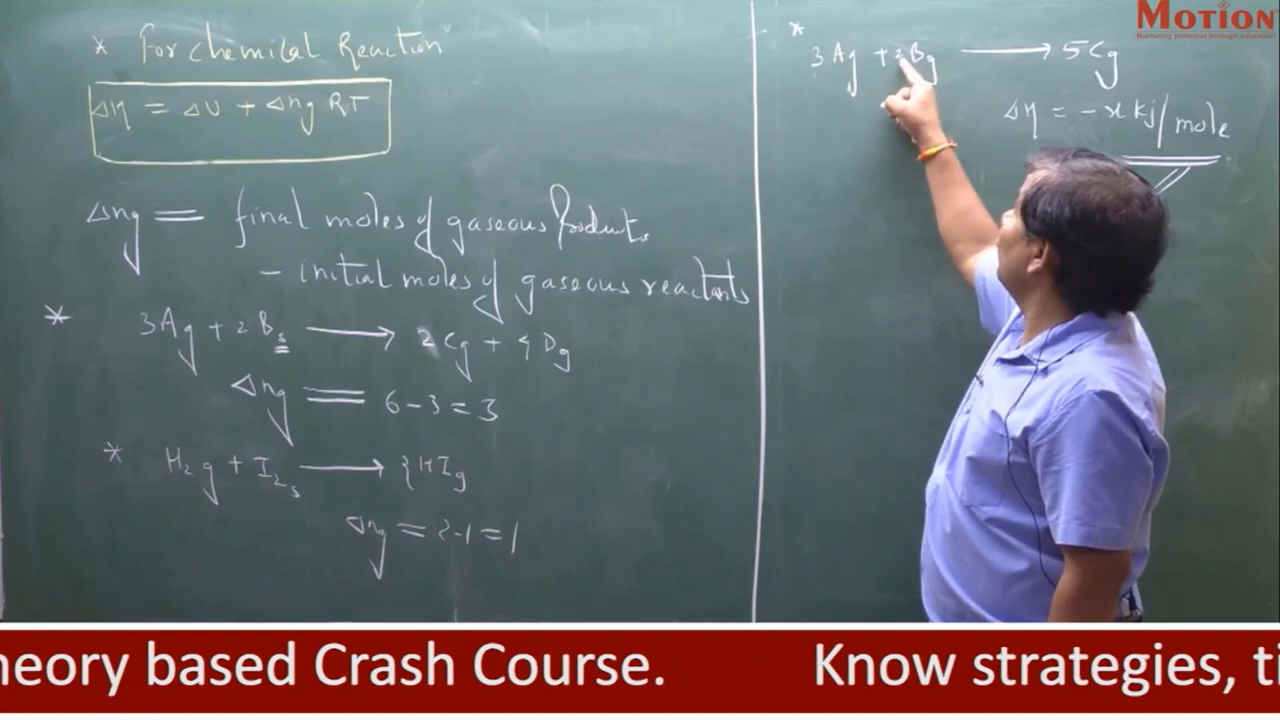 * For Chemical Reaction
ΔH = ΔU + Δng RT
Δng = final moles of gaseous Products
- initial moles of gaseous reactants
* 3Ag + 2Bs → 2Cg + 4Dg
Δng = 6-3 = 3
* H2g + I2s → 2HIg
Δng = 2-1 = 1
MOTION
Nurturing potential through education
*
3Ag + 2Bg → 5Cg
ΔH = -x kj/mole
heory based Crash Course. Know strategies, ti